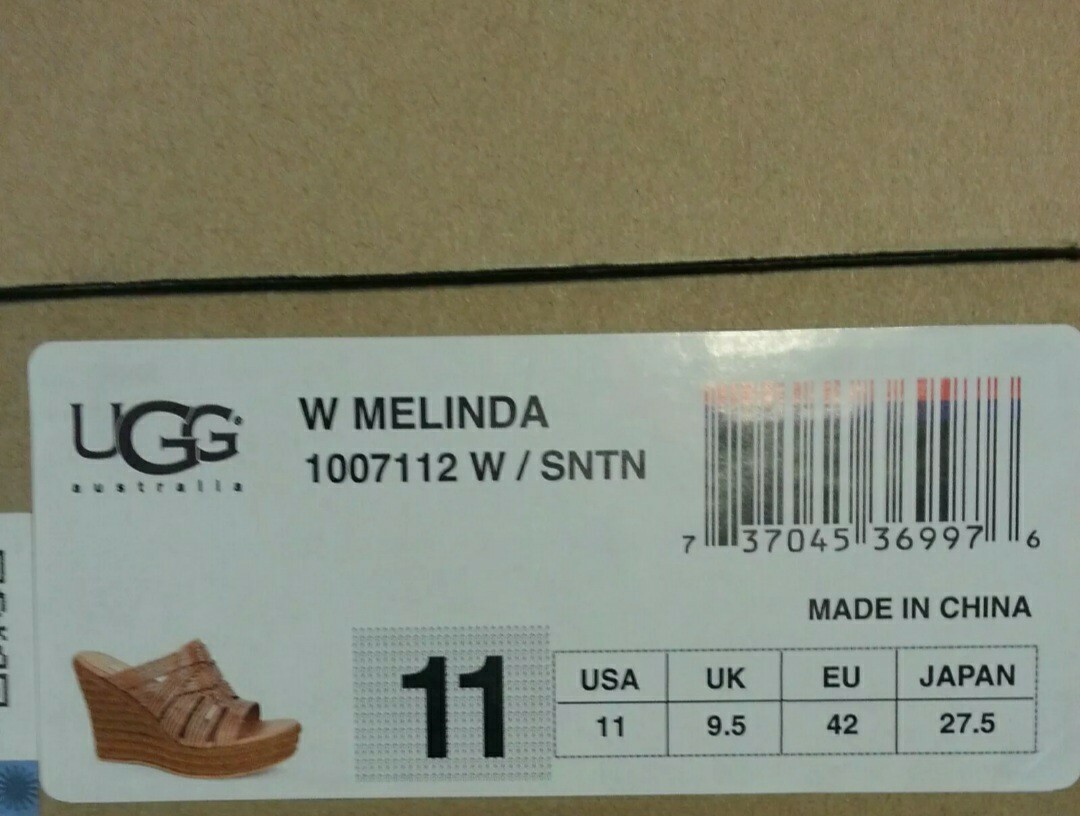 UGG
australia
W MELINDA
1007112 W / SNTN
7 37045 36997 6
MADE IN CHINA
11
USA UK EU JAPAN
11 9.5 42 27.5